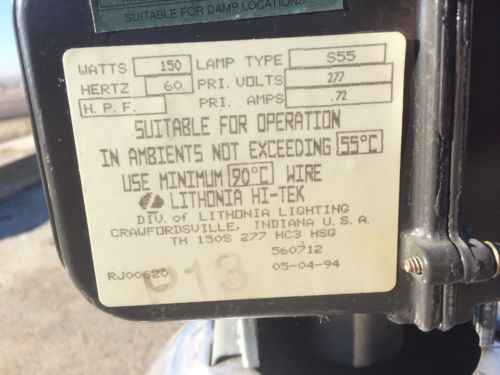 SUITABLE FOR DAMP LOCATIONS
WATTS 150 LAMP TYPE S55
HERTZ 60 PRI. VOLTS 277
H.P.F. PRI. AMPS .72
SUITABLE FOR OPERATION
IN AMBIENTS NOT EXCEEDING 55°C
USE MINIMUM 90°C WIRE
LITHONIA HI-TEK
DIV. of LITHONIA LIGHTING
CRAWFORDSVILLE, INDIANA U.S.A.
TH 150S 277 HC3 HSG
560712
RJ00620 05-04-94
P13